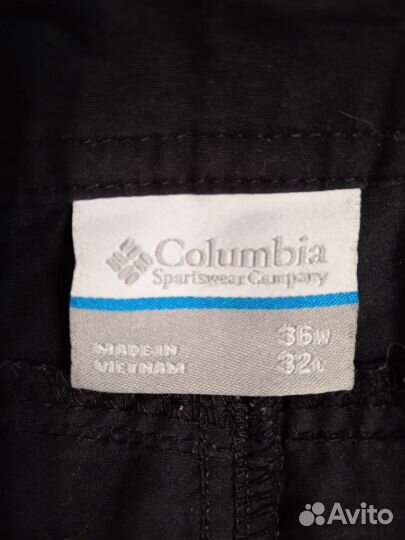 Columbia
Sportswear Company
36W
MADE IN
VIETNAM
32L
Avito